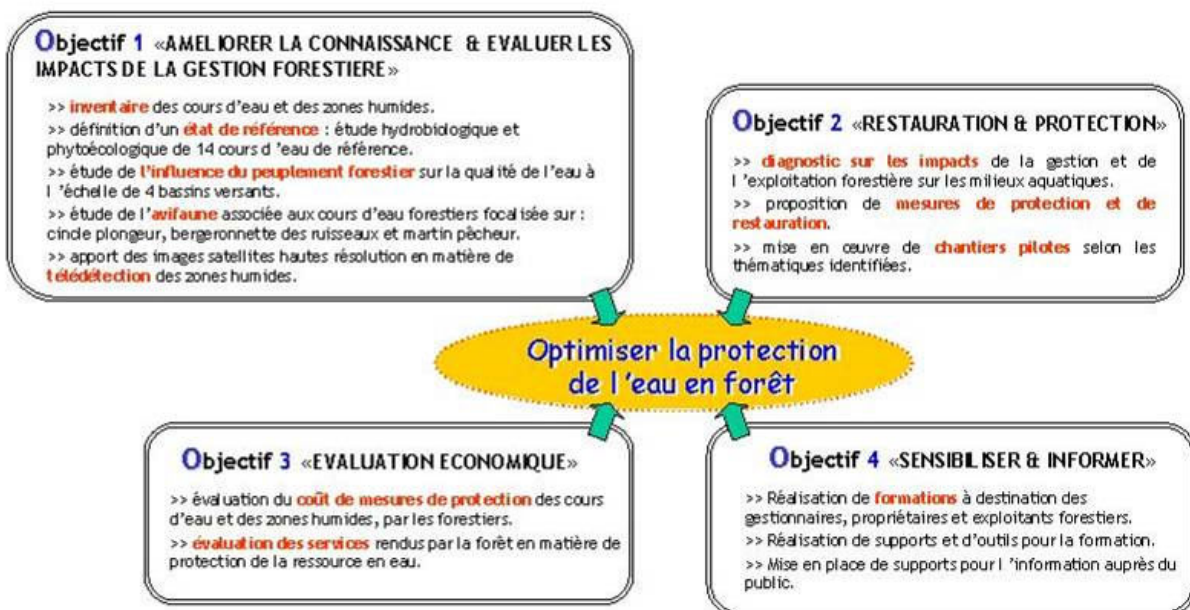 Objectif 1 «AMELIORER LA CONNAISSANCE & EVALUER LES
IMPACTS DE LA GESTION FORESTIERE»
>> inventaire des cours d'eau et des zones humides.
>> définition d'un état de référence : étude hydrobiologique et
phytoécologique de 14 cours d 'eau de référence.
>> étude de l'influence du peuplement forestier sur la qualité de l'eau à
l 'échelle de 4 bassins versants.
>> étude de l'avifaune associée aux cours d'eau forestiers focalisée sur :
cincle plongeur, bergeronnette des ruisseaux et martin pêcheur.
>> apport des images satellites hautes résolution en matière de
télédétection des zones humides.
Objectif 2 «RESTAURATION & PROTECTION»
>> diagnostic sur les impacts de la gestion et de
l 'exploitation forestière sur les milieux aquatiques.
>> proposition de mesures de protection et de
restauration.
>> mise en œuvre de chantiers pilotes selon les
thématiques identifiées.
Optimiser la protection
de l 'eau en forêt
Objectif 3 «EVALUATION ECONOMIQUE»
>> évaluation du coût de mesures de protection des cours
d'eau et des zones humides, par les forestiers.
>> évaluation des services rendus par la forêt en matière de
protection de la ressource en eau.
Objectif 4 «SENSIBILISER & INFORMER»
>> Réalisation de formations à destination des
gestionnaires, propriétaires et exploitants forestiers.
>> Réalisation de supports et d'outils pour la formation.
>> Mise en place de supports pour l 'information auprès du
public.